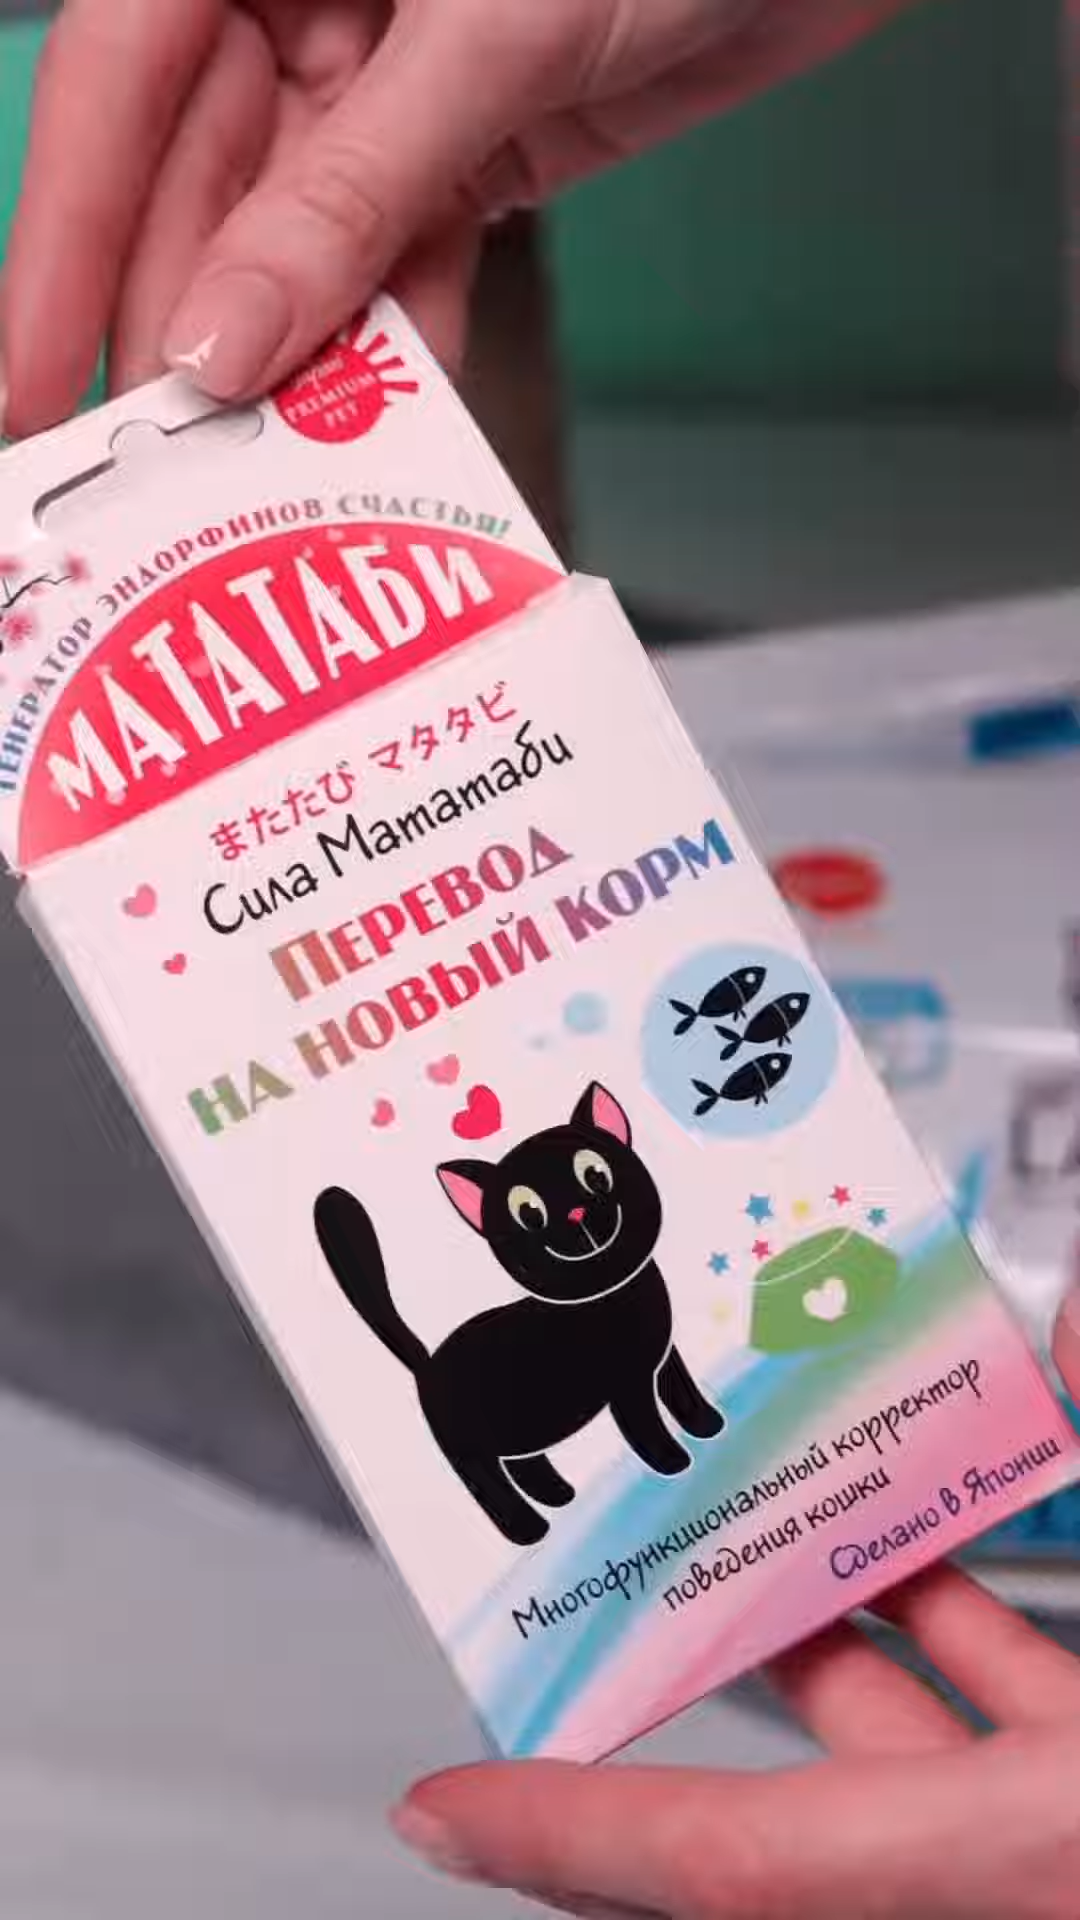 Japan
PREMIUM
PET
ГЕНЕРАТОР ЭНДОРФИНОВ СЧАСТЬЯ!
МАТАТАБИ
またたび マタタビ
Сила Мататаби
ПЕРЕВОД
НА НОВЫЙ КОРМ
Многофункциональный корректор
поведения кошки
Сделано в Японии